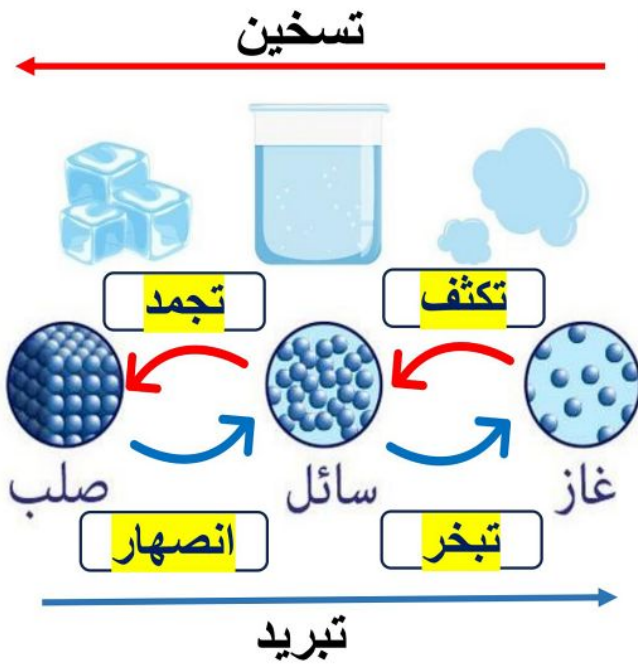 تسخين
تكثف
تجمد
غاز
سائل
صلب
تبخر
انصهار
تبريد